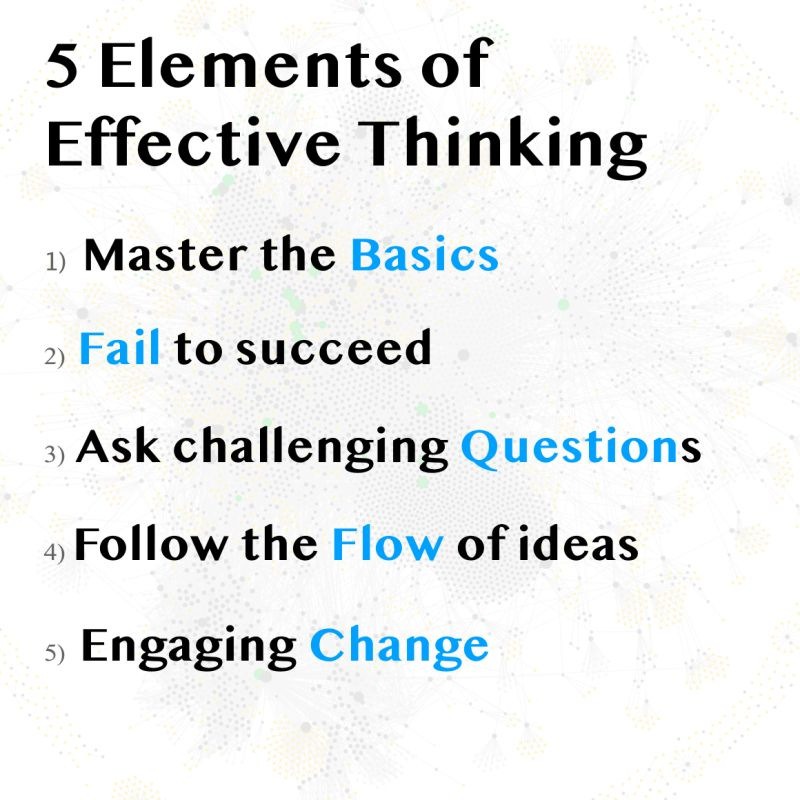 5 Elements of
Effective Thinking
1) Master the Basics
2) Fail to succeed
3) Ask challenging Questions
4) Follow the Flow of ideas
5) Engaging Change